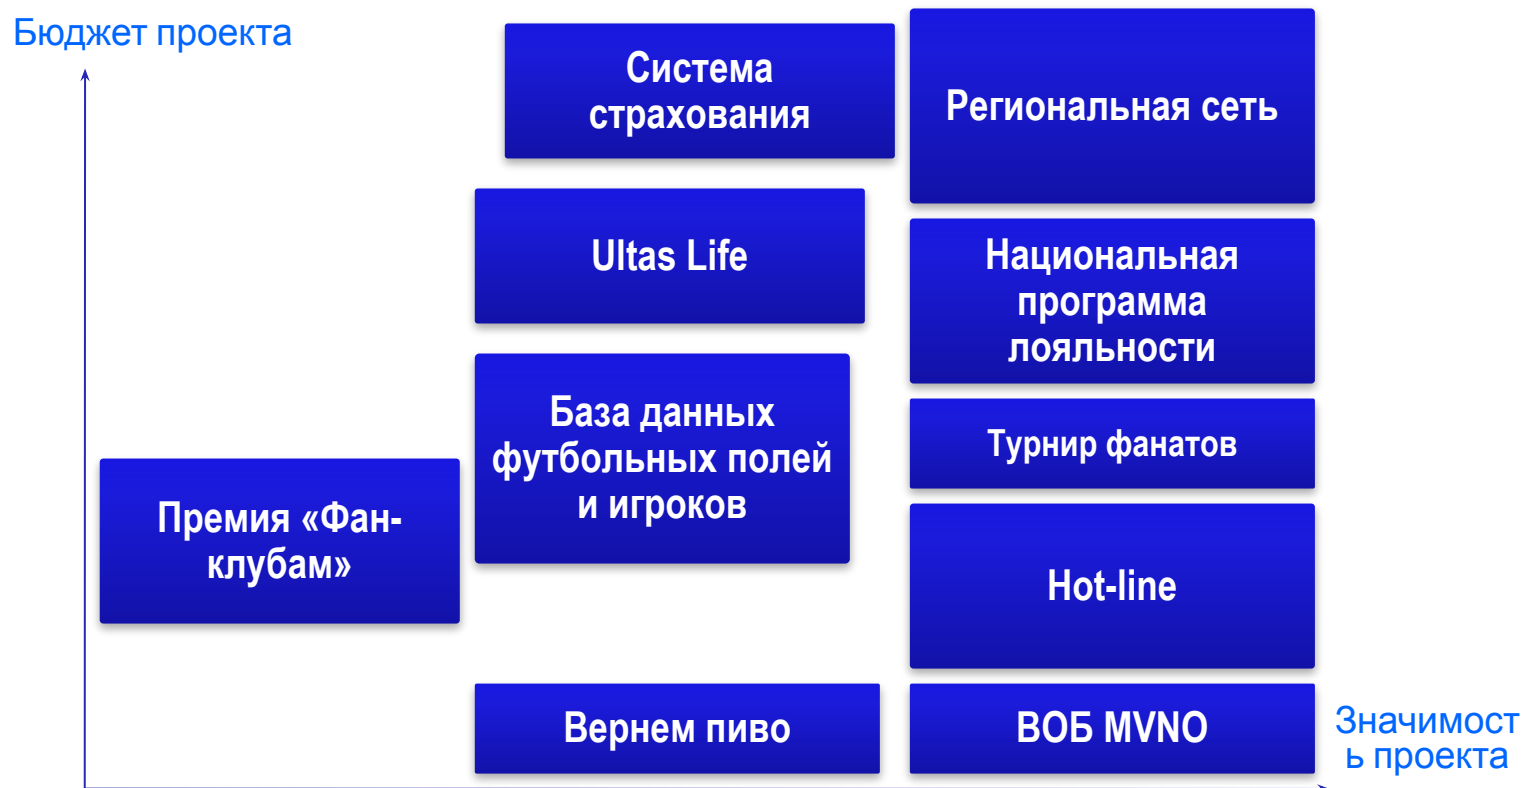 Бюджет проекта
Система
страхования
Региональная сеть
Ultas Life
Национальная
программа
лояльности
База данных
футбольных полей
и игроков
Турнир фанатов
Премия «Фан-
клубам»
Hot-line
Вернем пиво
ВОБ MVNO
Значимост
ь проекта